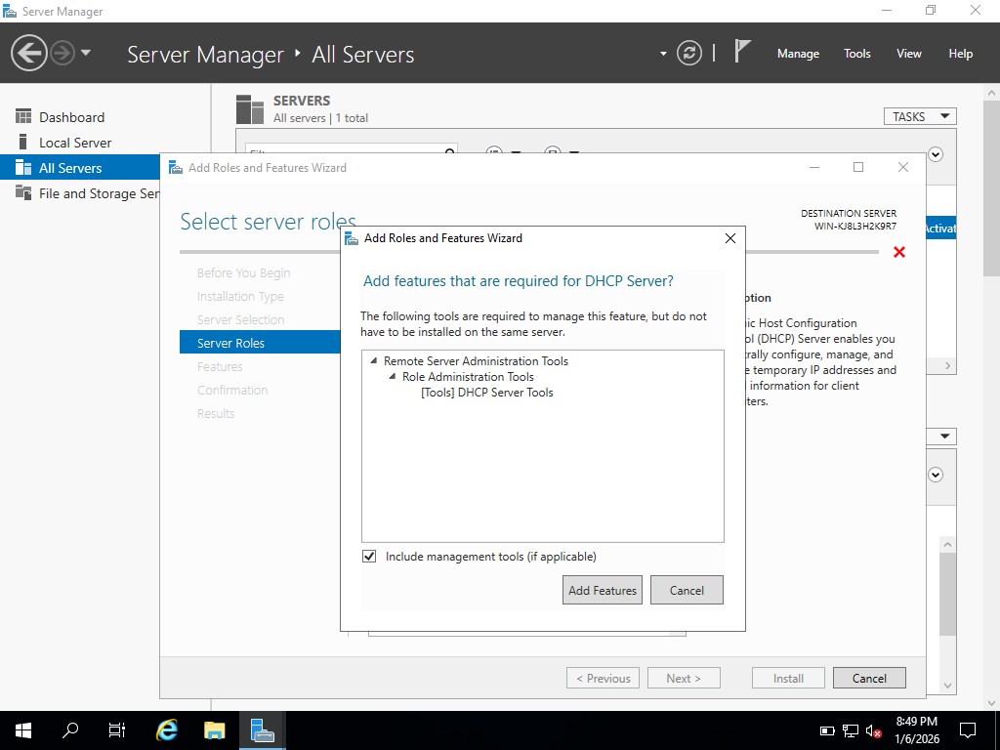 Server Manager
Server Manager
All Servers
Manage
Tools
View
Help
Dashboard
Local Server
All Servers
File and Storage Ser
SERVERS
All servers | 1 total
TASKS
Add Roles and Features Wizard
Select server roles
DESTINATION SERVER
WIN-KJ8L3H2K9R7
Activat
Before You Begin
Installation Type
Server Selection
Server Roles
Features
Confirmation
Results
Add Roles and Features Wizard
Add features that are required for DHCP Server?
The following tools are required to manage this feature, but do not
have to be installed on the same server.
Remote Server Administration Tools
Role Administration Tools
[Tools] DHCP Server Tools
Include management tools (if applicable)
Add Features
Cancel
ption
ic Host Configuration
ol (DHCP) Server enables you
rally configure, manage, and
e temporary IP addresses and
information for client
ters.
< Previous
Next >
Install
Cancel
8:49 PM
1/6/2026